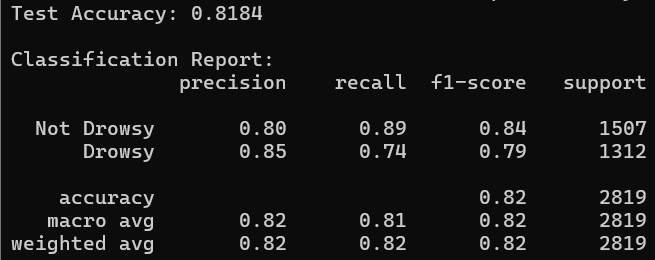 Test Accuracy: 0.8184
Classification Report:
precision recall f1-score support
Not Drowsy 0.80 0.89 0.84 1507
Drowsy 0.85 0.74 0.79 1312
accuracy 0.82 2819
macro avg 0.82 0.81 0.82 2819
weighted avg 0.82 0.82 0.82 2819